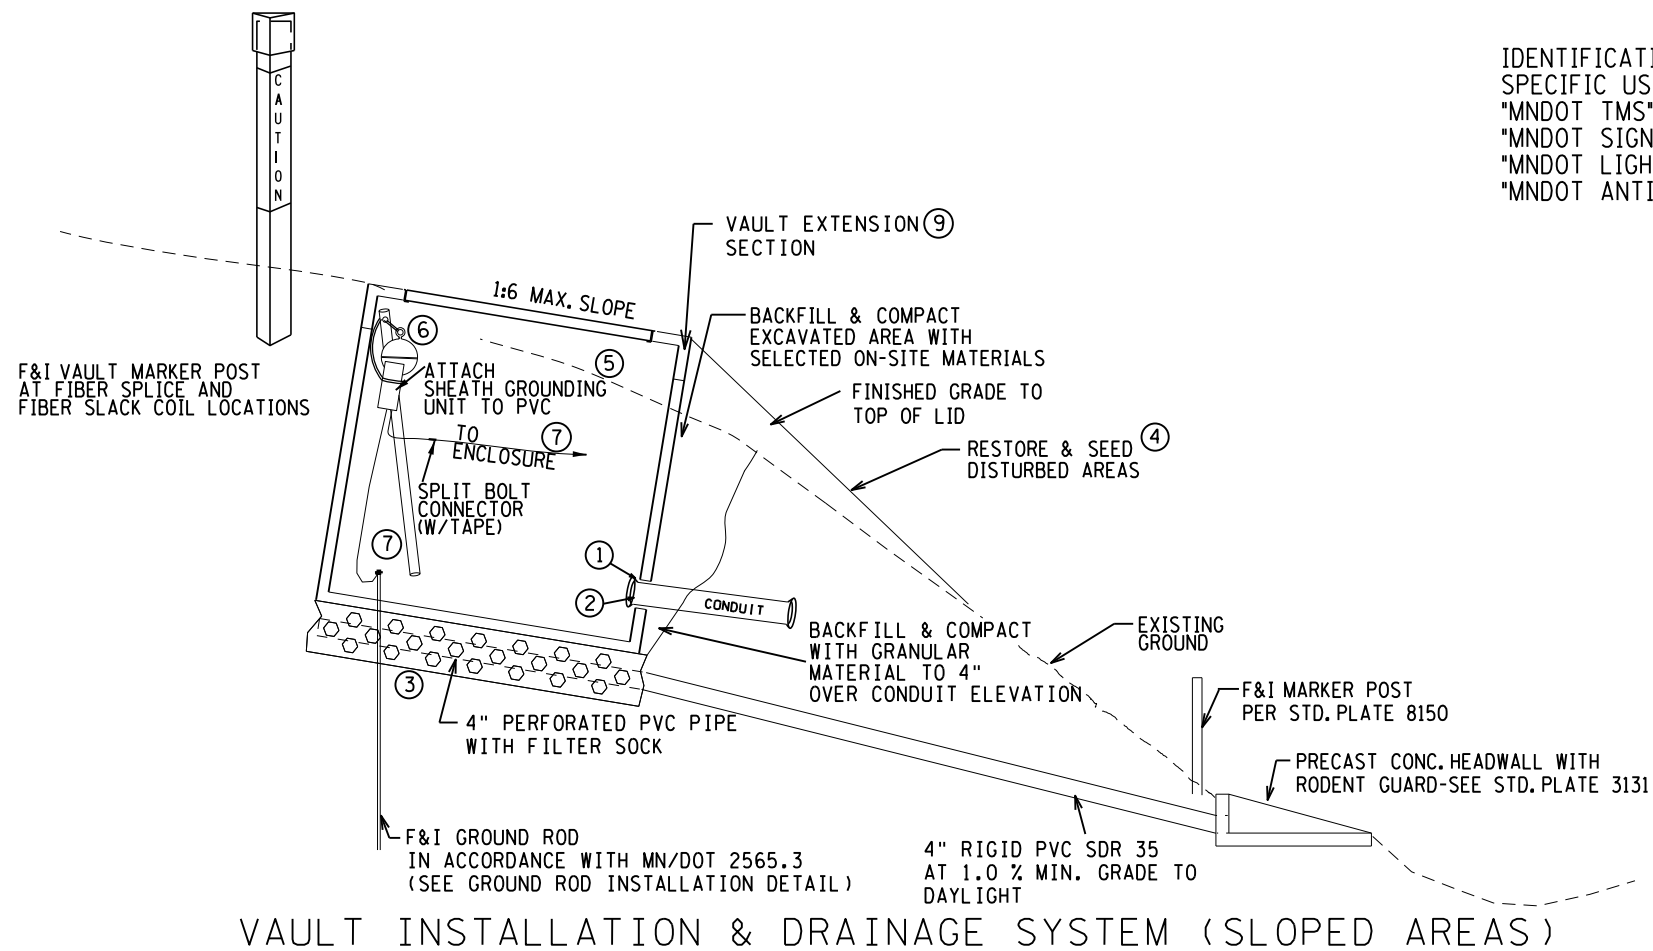 CAUTION
IDENTIFICATI
SPECIFIC US
"MNDOT TMS"
"MNDOT SIGN
"MNDOT LIGH
"MNDOT ANTI
VAULT EXTENSION 9
SECTION
1:6 MAX. SLOPE
BACKFILL & COMPACT
EXCAVATED AREA WITH
SELECTED ON-SITE MATERIALS
6
5
F&I VAULT MARKER POST
AT FIBER SPLICE AND
FIBER SLACK COIL LOCATIONS
ATTACH
SHEATH GROUNDING
UNIT TO PVC
FINISHED GRADE TO
TOP OF LID
TO
ENCLOSURE
7
RESTORE & SEED 4
DISTURBED AREAS
SPLIT BOLT
CONNECTOR
(W/TAPE)
7
1
2
CONDUIT
BACKFILL & COMPACT
WITH GRANULAR
MATERIAL TO 4"
OVER CONDUIT ELEVATION
EXISTING
GROUND
3
4" PERFORATED PVC PIPE
WITH FILTER SOCK
F&I MARKER POST
PER STD. PLATE 8150
PRECAST CONC. HEADWALL WITH
RODENT GUARD-SEE STD. PLATE 3131
F&I GROUND ROD
IN ACCORDANCE WITH MN/DOT 2565.3
(SEE GROUND ROD INSTALLATION DETAIL)
4" RIGID PVC SDR 35
AT 1.0 % MIN. GRADE TO
DAYLIGHT
VAULT INSTALLATION & DRAINAGE SYSTEM (SLOPED AREAS)